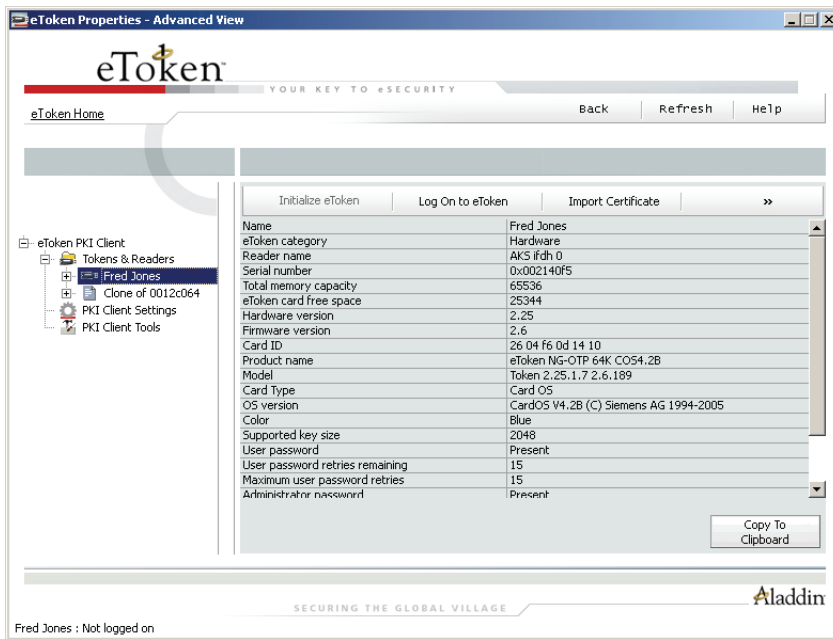 eToken Properties - Advanced View
eToken
YOUR KEY TO eSECURITY
eToken Home
Back Refresh Help
Initialize eToken Log On to eToken Import Certificate »
eToken PKI Client
Tokens & Readers
Fred Jones
Clone of 0012c064
PKI Client Settings
PKI Client Tools
Name Fred Jones
eToken category Hardware
Reader name AKS ifdh 0
Serial number 0x002140f5
Total memory capacity 65536
eToken card free space 25344
Hardware version 2.25
Firmware version 2.6
Card ID 26 04 f6 0d 14 10
Product name eToken NG-OTP 64K COS4.2B
Model Token 2.25.1.7 2.6.189
Card Type Card OS
OS version CardOS V4.2B (C) Siemens AG 1994-2005
Color Blue
Supported key size 2048
User password Present
User password retries remaining 15
Maximum user password retries 15
Administrator password Present
Copy To
Clipboard
SECURING THE GLOBAL VILLAGE
Aladdin
Fred Jones : Not logged on